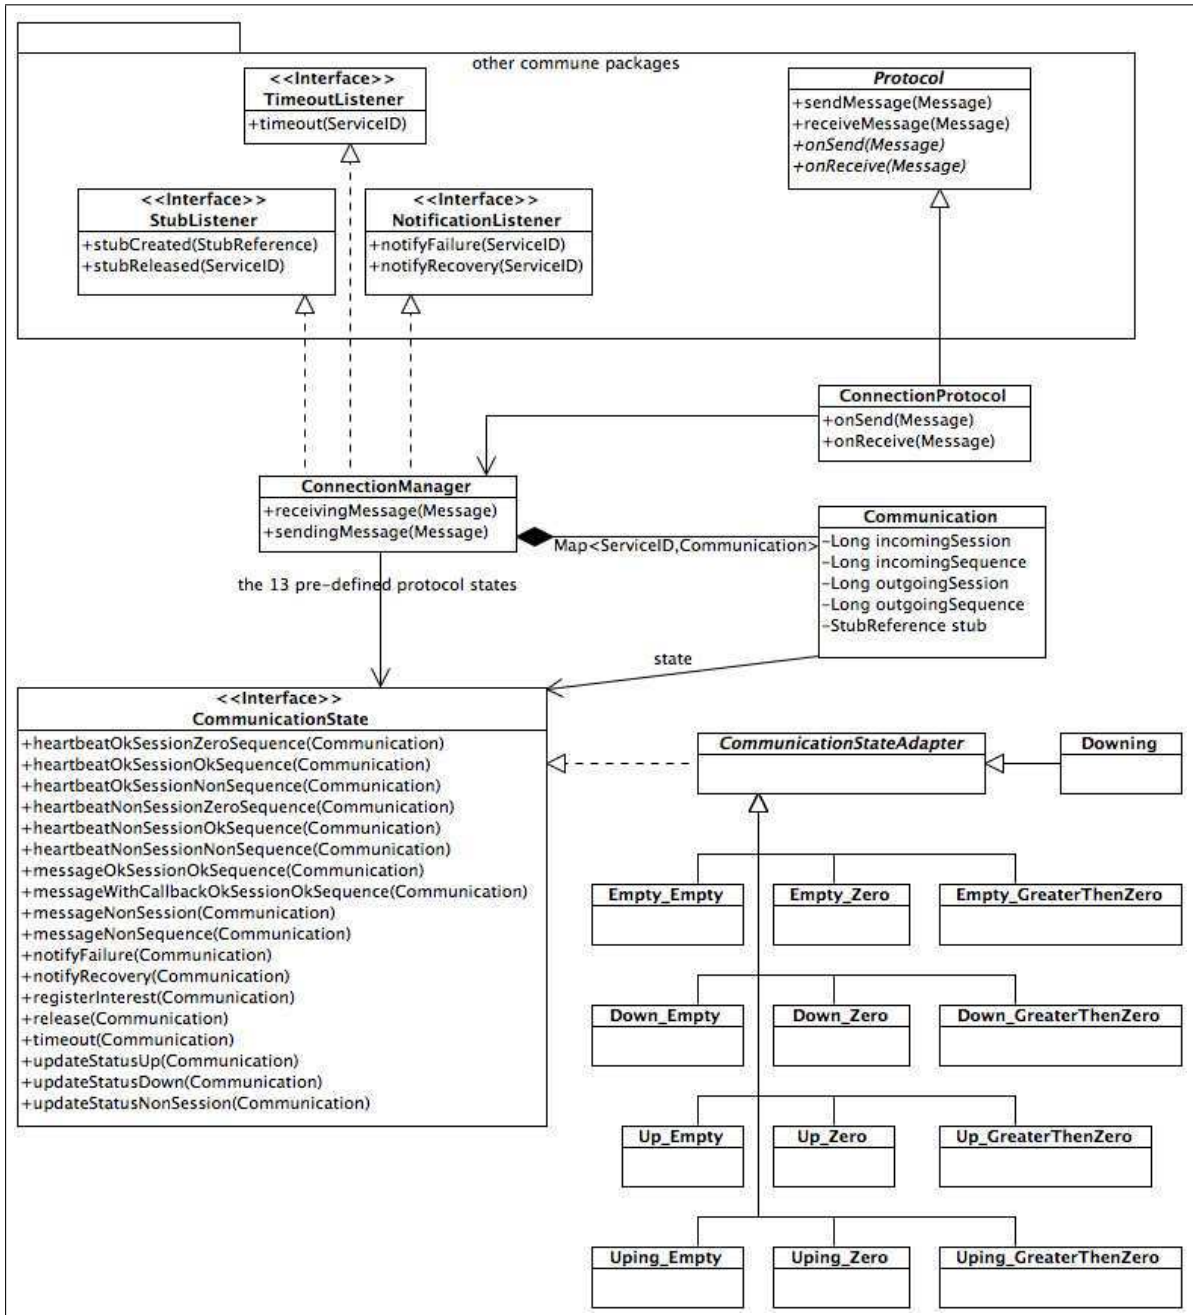 other commune packages
<<Interface>>
TimeoutListener
+timeout(ServiceID)
Protocol
+sendMessage(Message)
+receiveMessage(Message)
+onSend(Message)
+onReceive(Message)
<<Interface>>
StubListener
+stubCreated(StubReference)
+stubReleased(ServiceID)
<<Interface>>
NotificationListener
+notifyFailure(ServiceID)
+notifyRecovery(ServiceID)
ConnectionProtocol
+onSend(Message)
+onReceive(Message)
ConnectionManager
+receivingMessage(Message)
+sendingMessage(Message)
Map<ServiceID,Communication>
Communication
-Long incomingSession
-Long incomingSequence
-Long outgoingSession
-Long outgoingSequence
-StubReference stub
the 13 pre-defined protocol states
state
<<Interface>>
CommunicationState
+heartbeatOkSessionZeroSequence(Communication)
+heartbeatOkSessionOkSequence(Communication)
+heartbeatOkSessionNonSequence(Communication)
+heartbeatNonSessionZeroSequence(Communication)
+heartbeatNonSessionOkSequence(Communication)
+heartbeatNonSessionNonSequence(Communication)
+messageOkSessionOkSequence(Communication)
+messageWithCallbackOkSessionOkSequence(Communication)
+messageNonSession(Communication)
+messageNonSequence(Communication)
+notifyFailure(Communication)
+notifyRecovery(Communication)
+registerInterest(Communication)
+release(Communication)
+timeout(Communication)
+updateStatusUp(Communication)
+updateStatusDown(Communication)
+updateStatusNonSession(Communication)
CommunicationStateAdapter
Downing
Empty_Empty
Empty_Zero
Empty_GreaterThenZero
Down_Empty
Down_Zero
Down_GreaterThenZero
Up_Empty
Up_Zero
Up_GreaterThenZero
Uping_Empty
Uping_Zero
Uping_GreaterThenZero